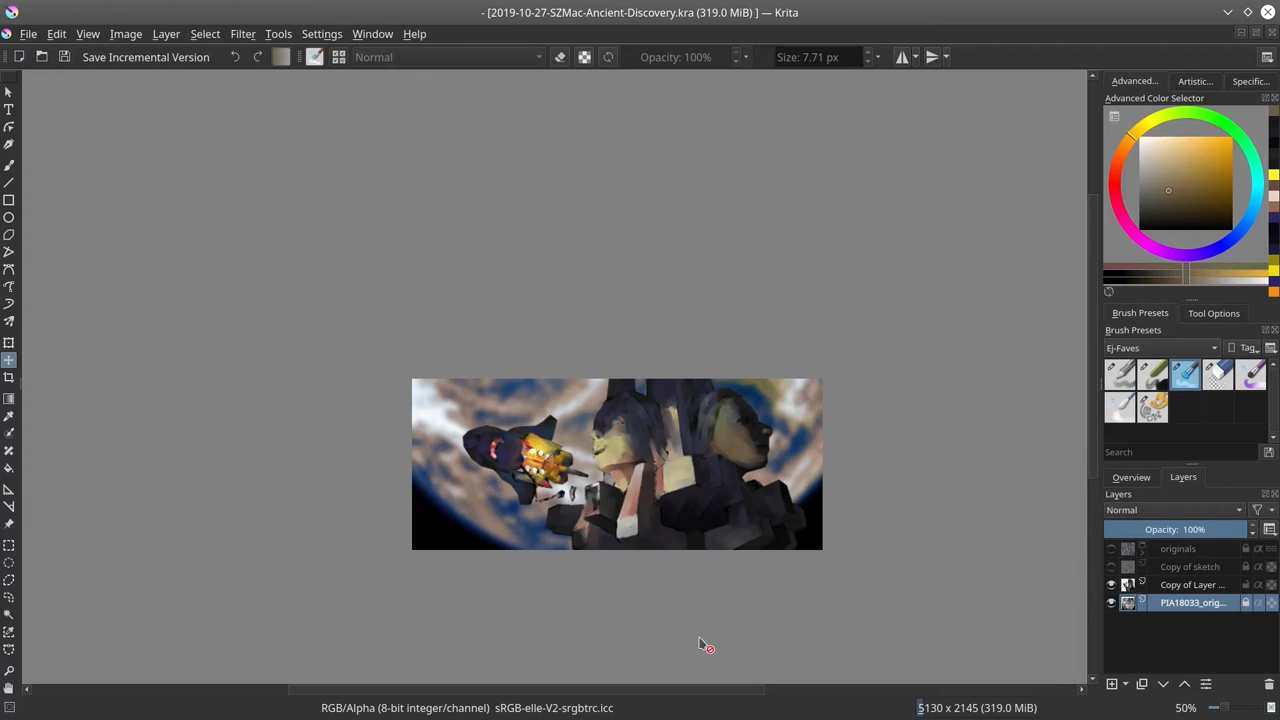 - [2019-10-27-SZMac-Ancient-Discovery.kra (319.0 MiB) ] — Krita
File Edit View Image Layer Select Filter Tools Settings Window Help
Save Incremental Version Normal Opacity: 100% Size: 7.71 px
Advanced... Artistic... Specific...
Advanced Color Selector
Brush Presets Tool Options
Brush Presets
Ej-Faves Tag
Search
Overview Layers
Layers
Normal
Opacity: 100%
originals
Copy of sketch
Copy of Layer ...
PIA18033_orig...
RGB/Alpha (8-bit integer/channel) sRGB-elle-V2-srgbtrc.icc 5130 x 2145 (319.0 MiB) 50%